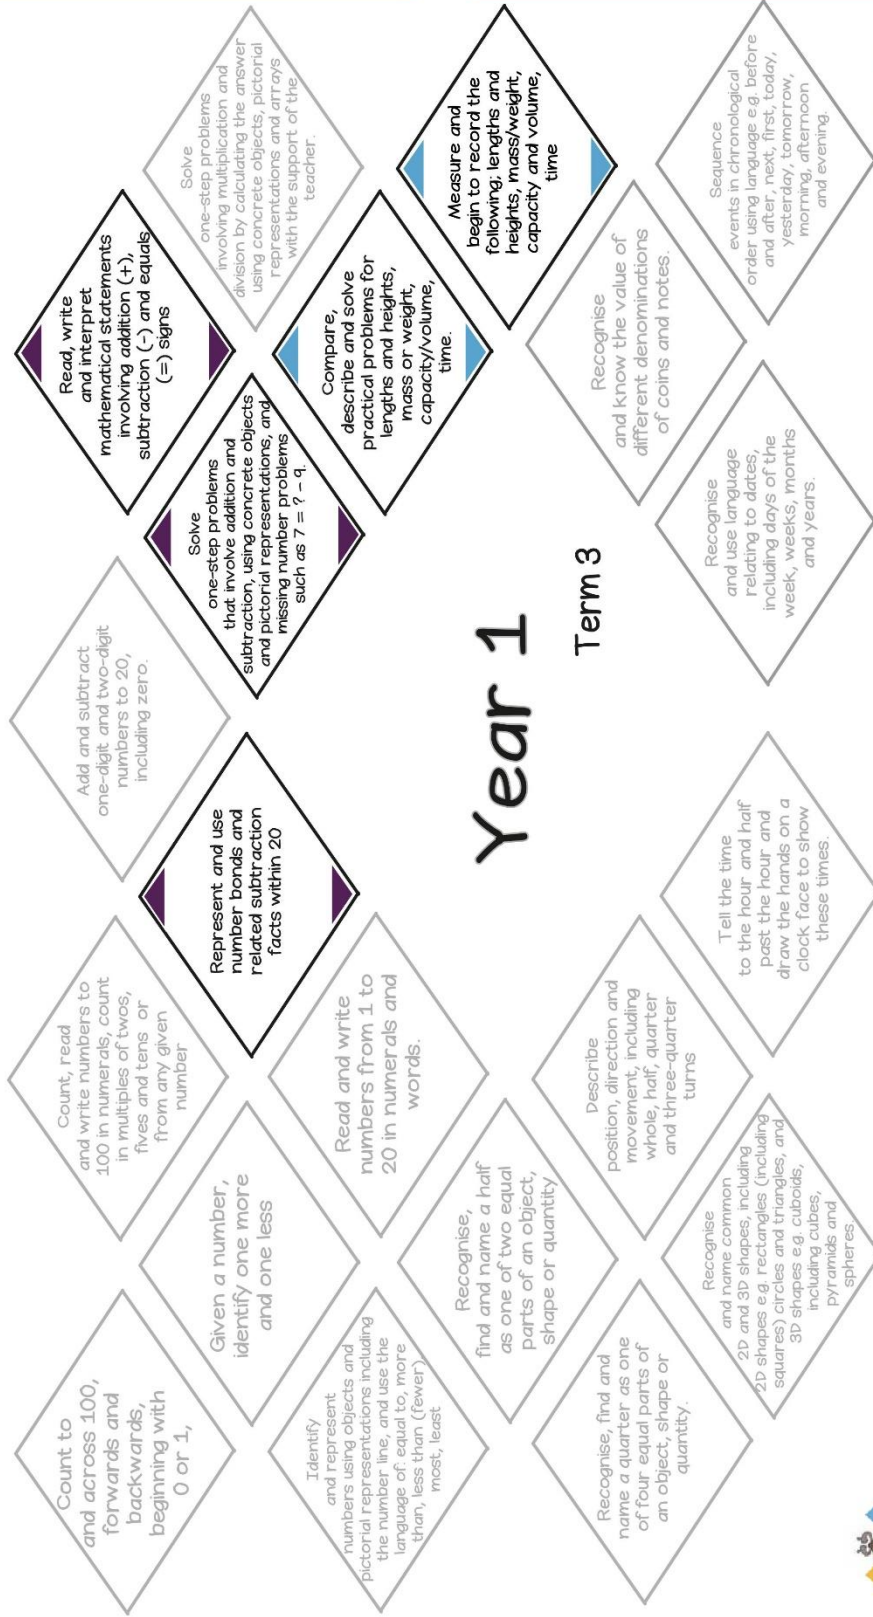 Count to
and across 100,
forwards and
backwards,
beginning with
0 or 1,
Count, read
and write numbers to
100 in numerals, count
in multiples of twos,
fives and tens or
from any given
number
Add and subtract
one-digit and two-digit
numbers to 20,
including zero.
Read, write
and interpret
mathematical statements
involving addition (+),
subtraction (-) and equals
(=) signs
Given a number,
identify one more
and one less
Represent and use
number bonds and
related subtraction
facts within 20
Solve
one-step problems
that involve addition and
subtraction, using concrete objects
and pictorial representations, and
missing number problems
such as 7 = ? - 9.
Solve
one-step problems
involving multiplication and
division by calculating the answer
using concrete objects, pictorial
representations and arrays
with the support of the
teacher.
Identify
and represent
numbers using objects and
pictorial representations including
the number line, and use the
language of: equal to, more
than, less than (fewer),
most, least
Read and write
numbers from 1 to
20 in numerals and
words.
Compare,
describe and solve
practical problems for
lengths and heights,
mass or weight,
capacity/volume,
time.
Recognise,
find and name a half
as one of two equal
parts of an object,
shape or quantity
Year 1
Term 3
Measure and
begin to record the
following; lengths and
heights, mass/weight,
capacity and volume,
time
Recognise, find and
name a quarter as one
of four equal parts of
an object, shape or
quantity.
Describe
position, direction and
movement, including
whole, half, quarter
and three-quarter
turns
Recognise
and know the value of
different denominations
of coins and notes.
Recognise
and name common
2D and 3D shapes, including
2D shapes e.g. rectangles (including
squares) circles and triangles, and
3D shapes e.g. cuboids,
including cubes,
pyramids and
spheres.
Tell the time
to the hour and half
past the hour and
draw the hands on a
clock face to show
these times.
Recognise
and use language
relating to dates,
including days of the
week, weeks, months
and years.
Sequence
events in chronological
order using language e.g. before
and after, next, first, today,
yesterday, tomorrow,
morning, afternoon
and evening.